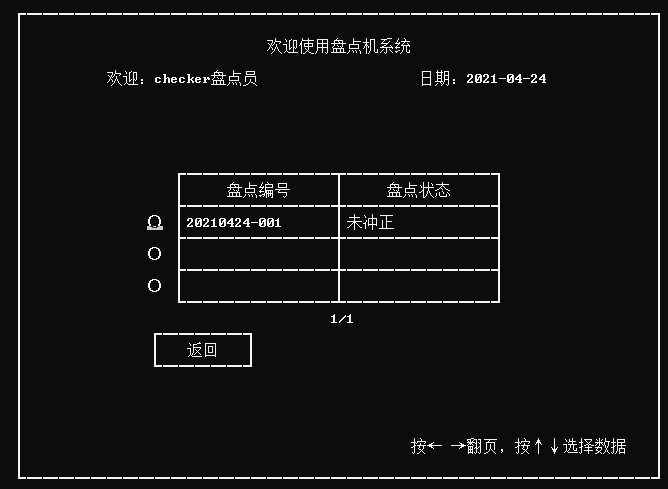 欢迎使用盘点机系统
欢迎：checker盘点员 日期：2021-04-24
盘点编号 盘点状态
20210424-001 未冲正
1/1
返回
按← →翻页，按↑↓选择数据